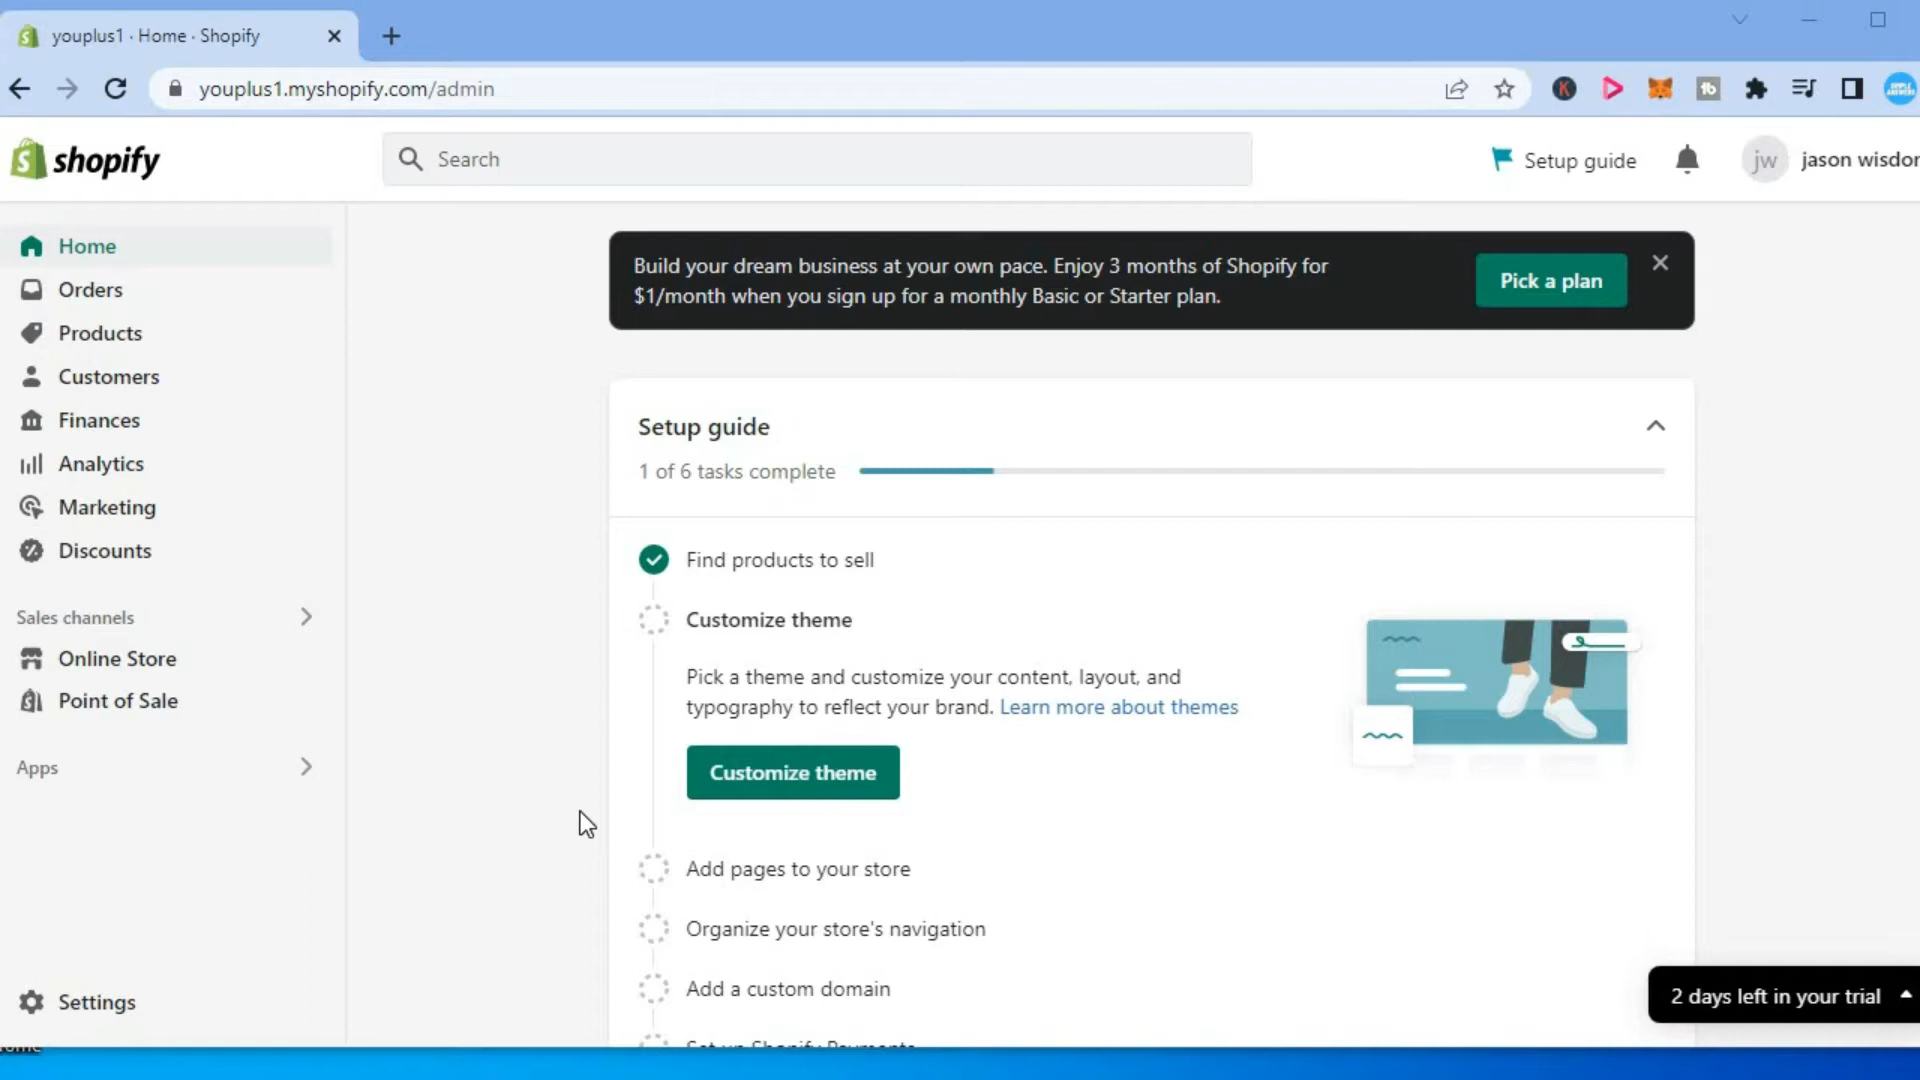 youplus1 · Home · Shopify
youplus1.myshopify.com/admin
shopify
Search
Setup guide
jw
jason wisdor
Home
Orders
Products
Customers
Finances
Analytics
Marketing
Discounts
Sales channels
Online Store
Point of Sale
Apps
Settings
Build your dream business at your own pace. Enjoy 3 months of Shopify for
$1/month when you sign up for a monthly Basic or Starter plan.
Pick a plan
Setup guide
1 of 6 tasks complete
Find products to sell
Customize theme
Pick a theme and customize your content, layout, and
typography to reflect your brand. Learn more about themes
Customize theme
Add pages to your store
Organize your store's navigation
Add a custom domain
Set up Shopify Payments
2 days left in your trial